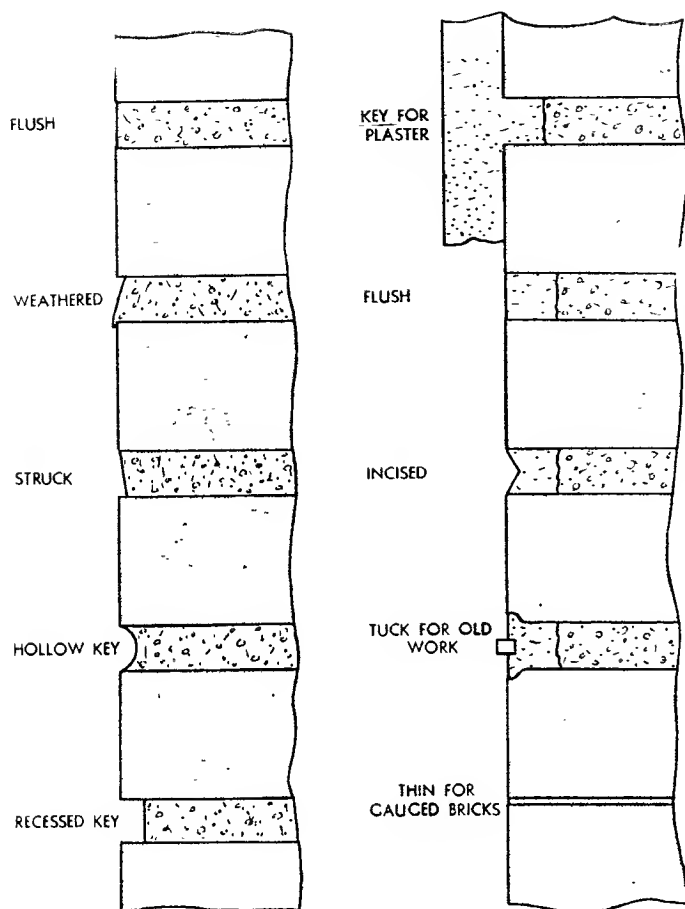 FLUSH
WEATHERED
STRUCK
HOLLOW KEY
RECESSED KEY
KEY FOR
PLASTER
FLUSH
INCISED
TUCK FOR OLD
WORK
THIN FOR
GAUGED BRICKS